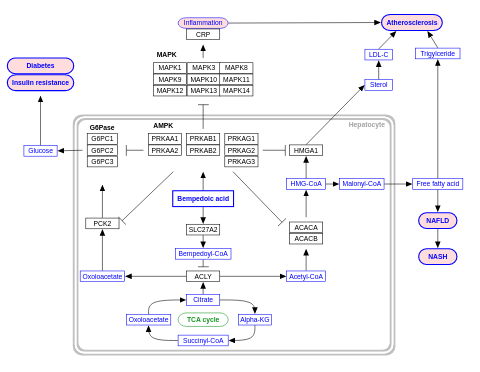 Inflammation
CRP
Atherosclerosis
LDL-C
Trigylceride
Sterol
MAPK
MAPK1 MAPK3 MAPK8
MAPK9 MAPK10 MAPK11
MAPK12 MAPK13 MAPK14
Diabetes
Insulin resistance
Hepatocyte
G6Pase
G6PC1
G6PC2
G6PC3
Glucose
AMPK
PRKAA1 PRKAB1 PRKAG1
PRKAA2 PRKAB2 PRKAG2
PRKAG3
HMGA1
HMG-CoA
Malonyl-CoA
Free fatty acid
Bempedoic acid
PCK2
SLC27A2
ACACA
ACACB
NAFLD
NASH
Bempedoyl-CoA
Oxoloacetate
ACLY
Acetyl-CoA
Citrate
Oxoloacetate
TCA cycle
Alpha-KG
Succinyl-CoA